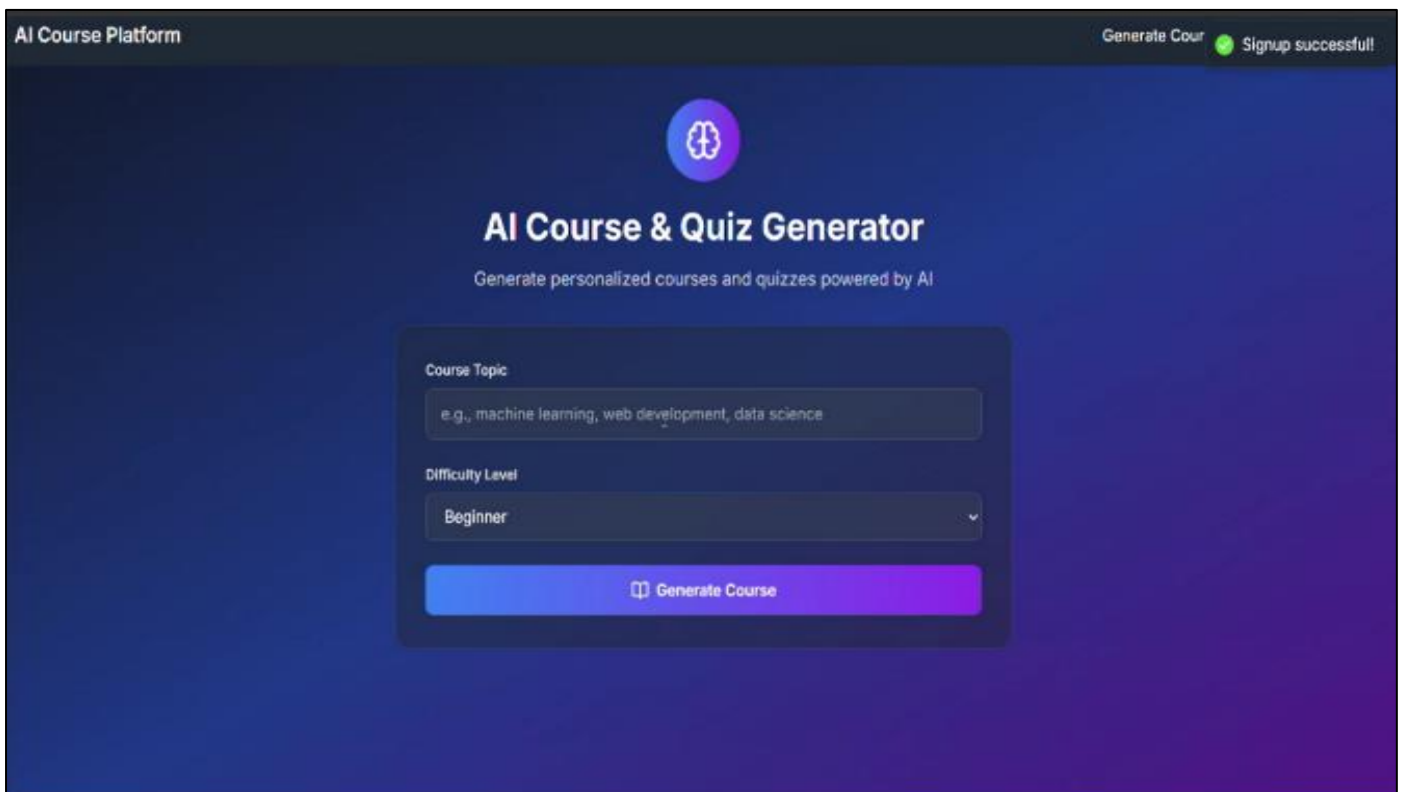 AI Course Platform
Generate Cour
Signup successful!
AI Course & Quiz Generator
Generate personalized courses and quizzes powered by AI
Course Topic
e.g., machine learning, web development, data science
Difficulty Level
Beginner
Generate Course